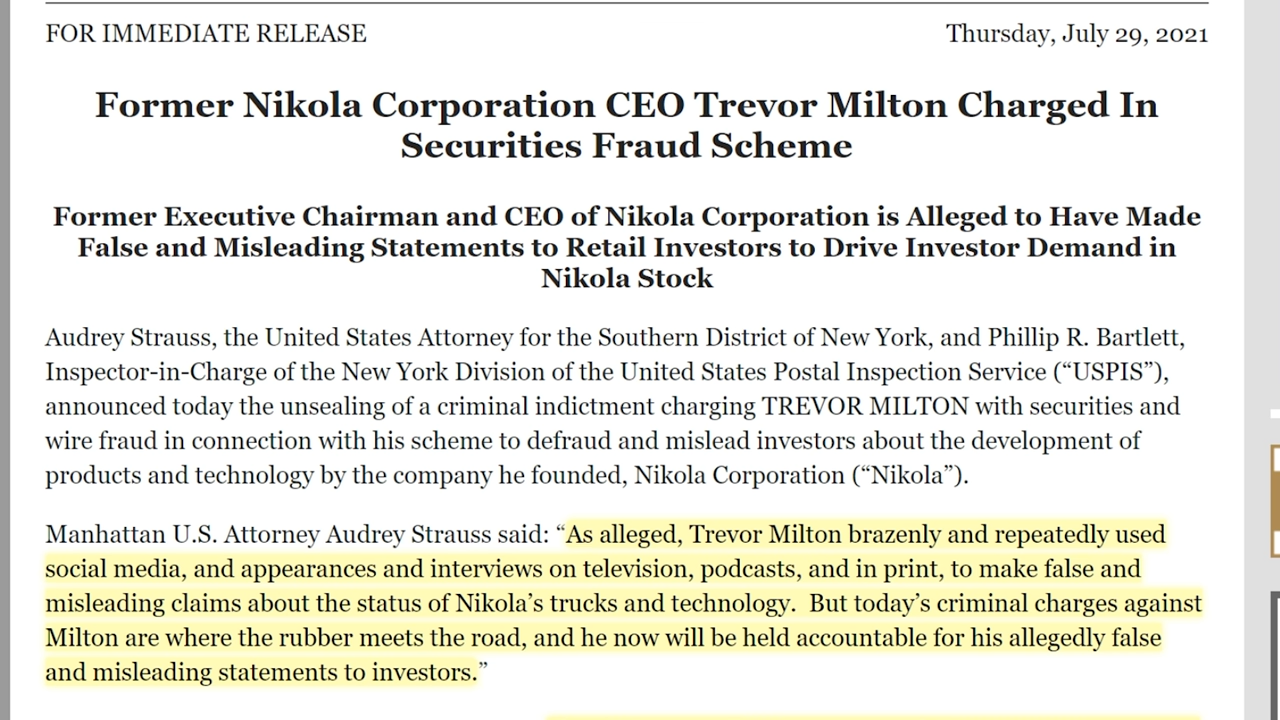 FOR IMMEDIATE RELEASE Thursday, July 29, 2021
Former Nikola Corporation CEO Trevor Milton Charged In
Securities Fraud Scheme
Former Executive Chairman and CEO of Nikola Corporation is Alleged to Have Made
False and Misleading Statements to Retail Investors to Drive Investor Demand in
Nikola Stock
Audrey Strauss, the United States Attorney for the Southern District of New York, and Phillip R. Bartlett,
Inspector-in-Charge of the New York Division of the United States Postal Inspection Service (“USPIS”),
announced today the unsealing of a criminal indictment charging TREVOR MILTON with securities and
wire fraud in connection with his scheme to defraud and mislead investors about the development of
products and technology by the company he founded, Nikola Corporation (“Nikola”).
Manhattan U.S. Attorney Audrey Strauss said: “As alleged, Trevor Milton brazenly and repeatedly used
social media, and appearances and interviews on television, podcasts, and in print, to make false and
misleading claims about the status of Nikola’s trucks and technology.  But today’s criminal charges against
Milton are where the rubber meets the road, and he now will be held accountable for his allegedly false
and misleading statements to investors.”